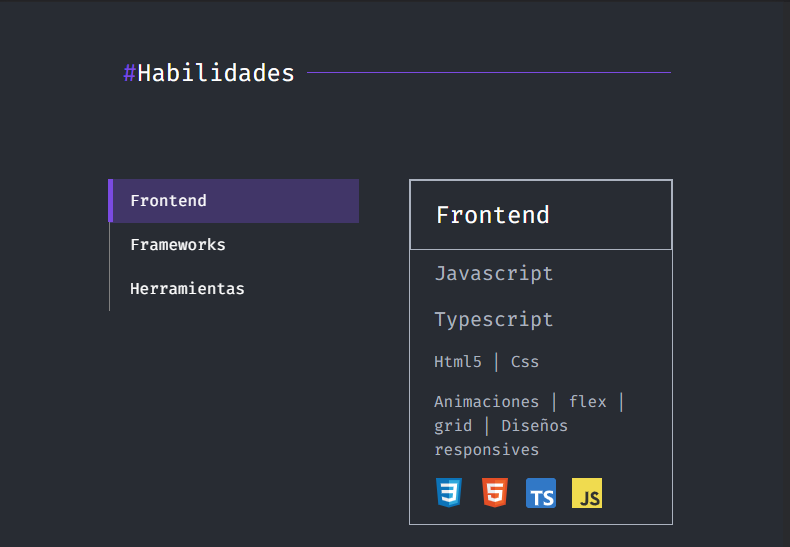 #Habilidades
Frontend
Frameworks
Herramientas
Frontend
Javascript
Typescript
Html5 | Css
Animaciones | flex |
grid | Diseños
responsives
3 5 TS JS